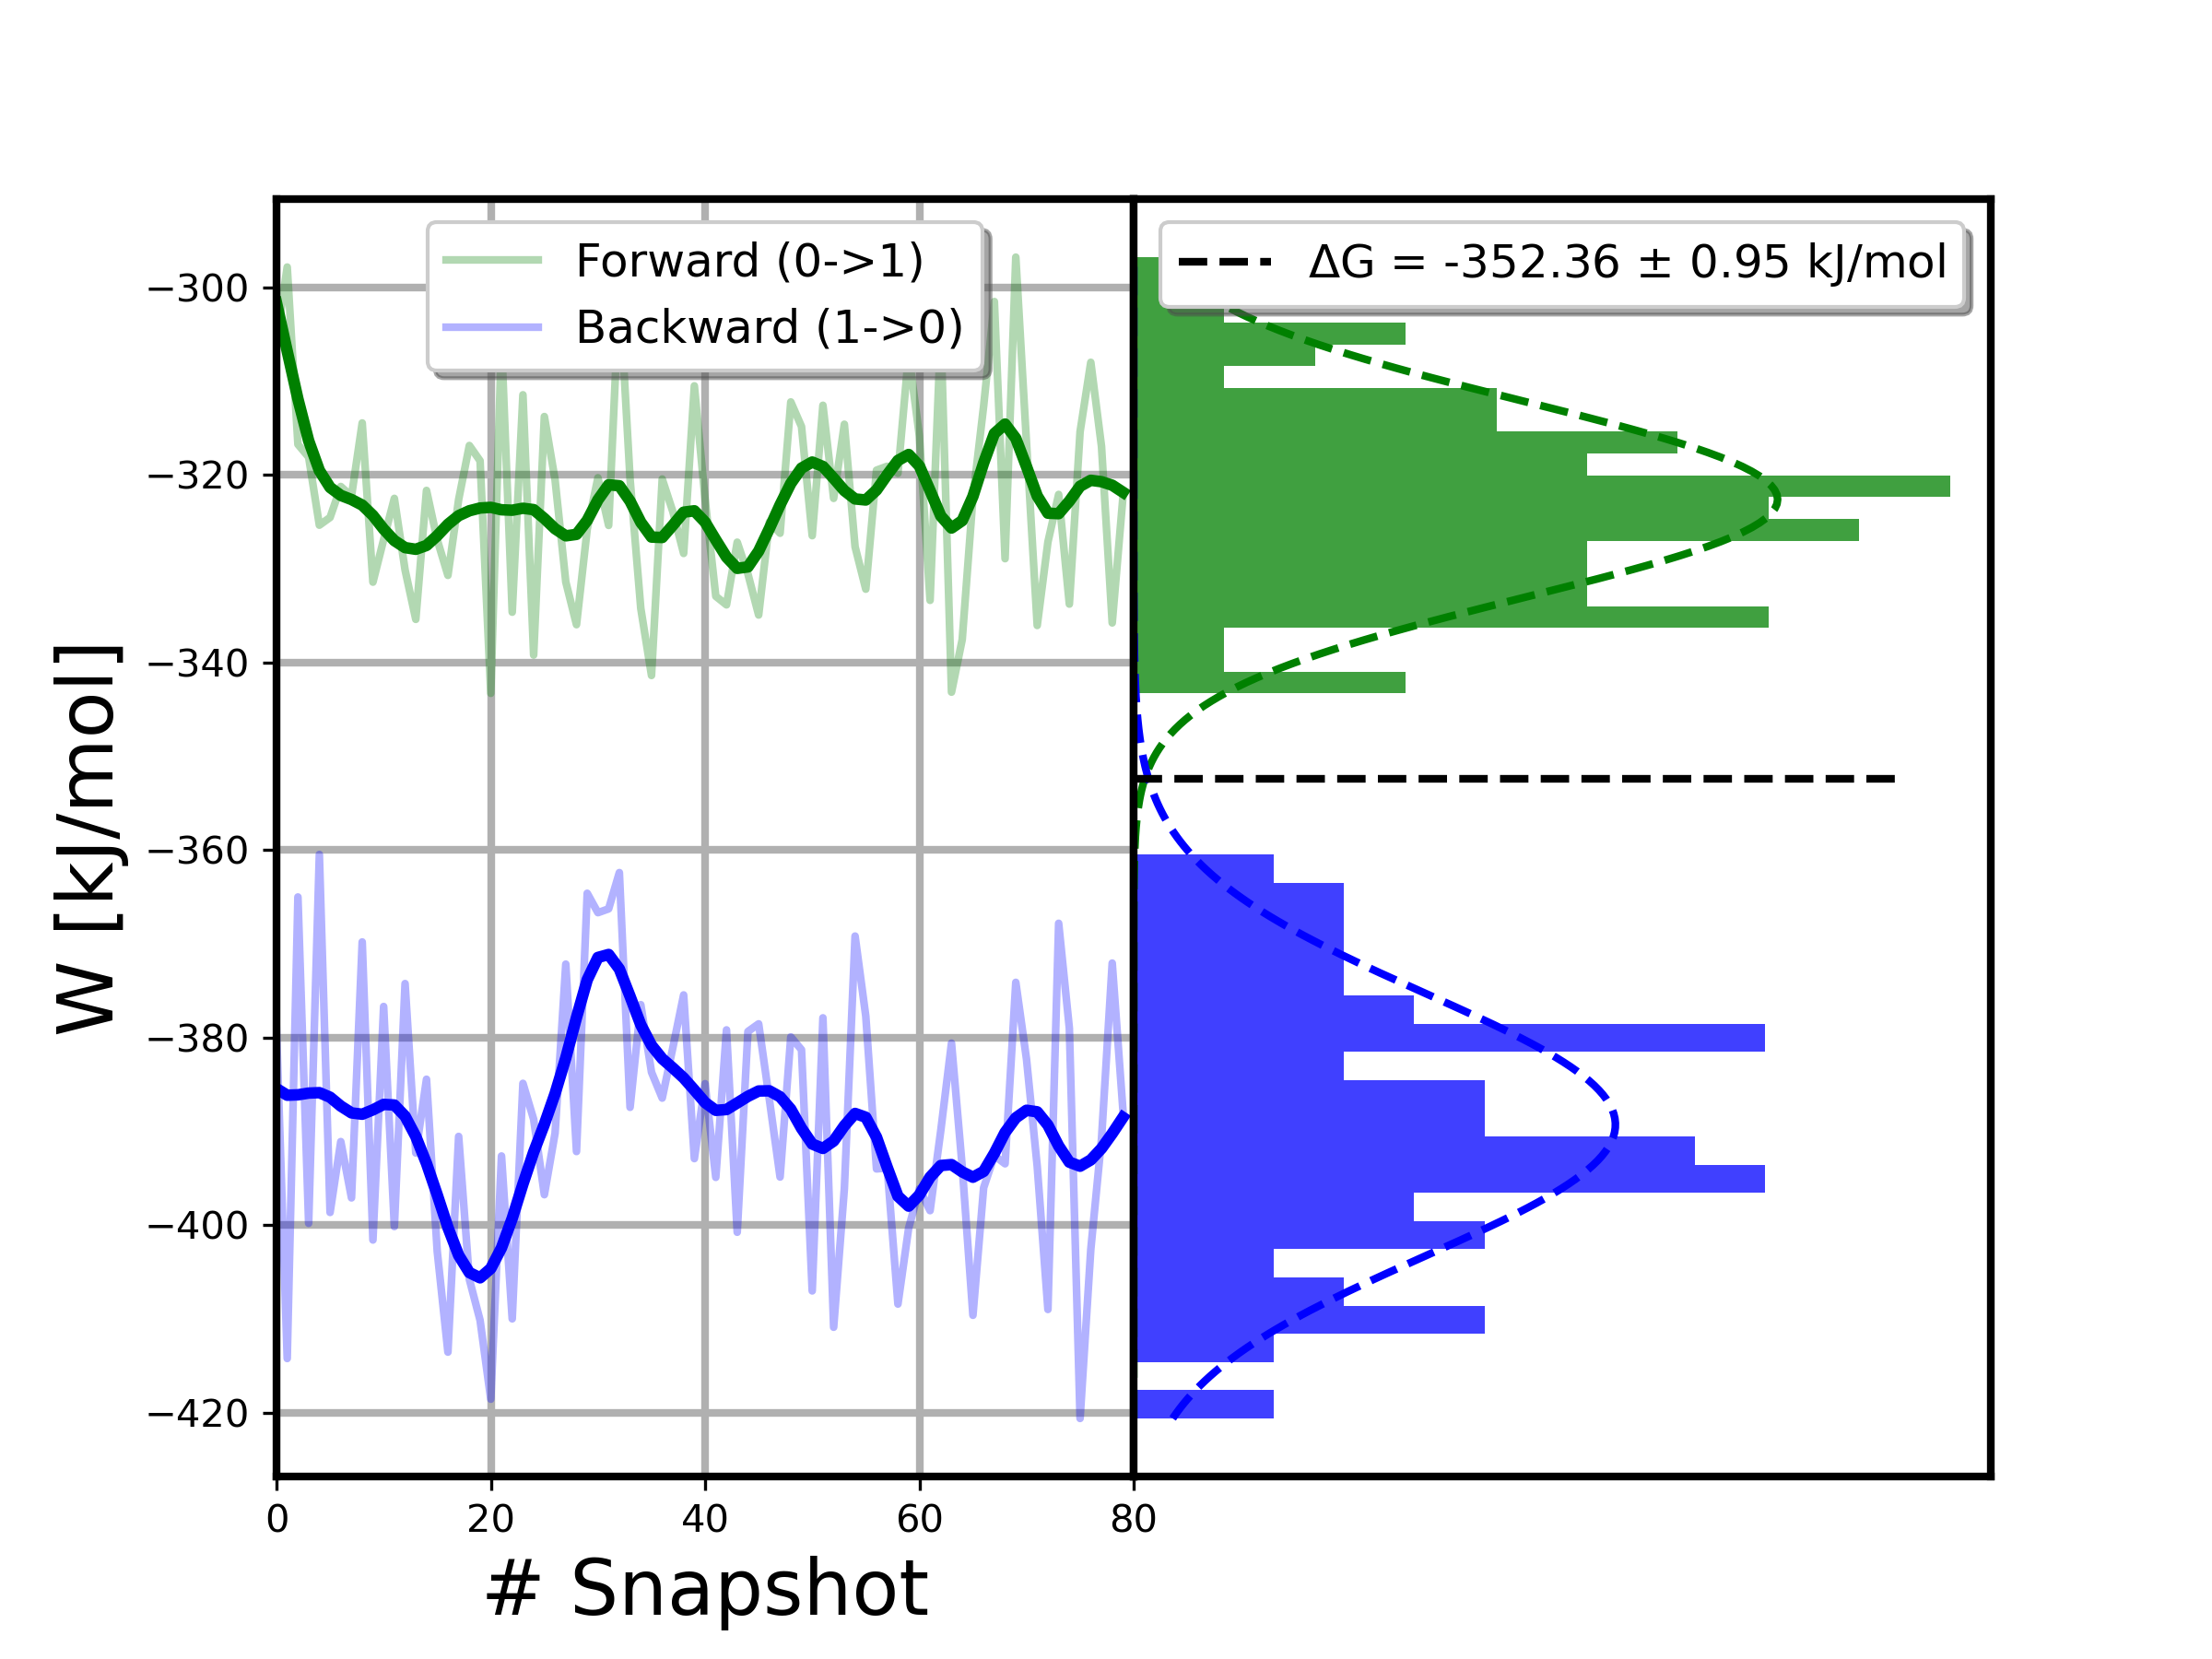 Forward (0->1)
Backward (1->0)
ΔG = -352.36 ± 0.95 kJ/mol
W [kJ/mol]
−300
−320
−340
−360
−380
−400
−420
0 20 40 60 80
# Snapshot